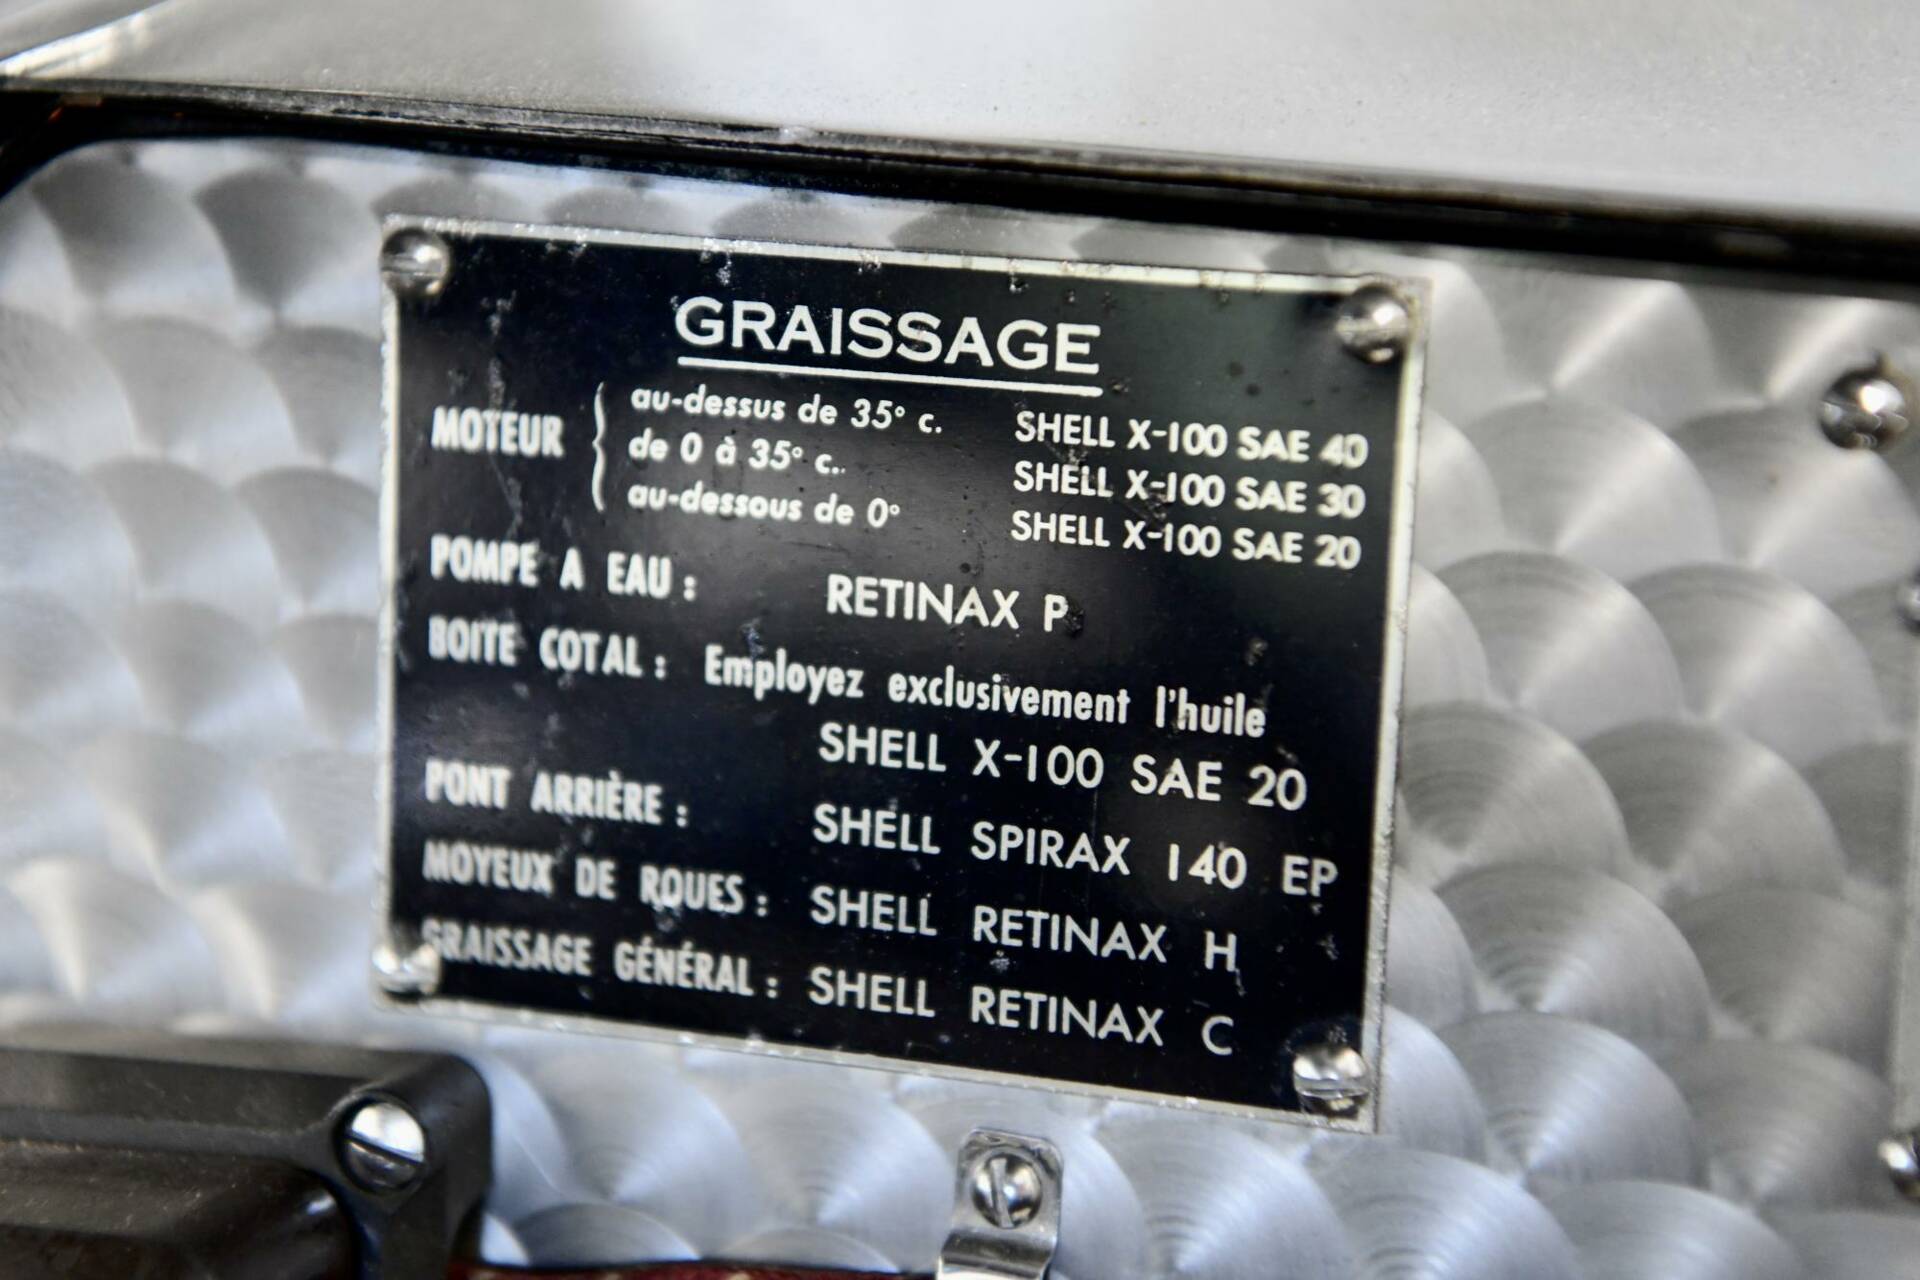 GRAISSAGE
MOTEUR au-dessus de 35° c. SHELL X-100 SAE 40
de 0 à 35° c.. SHELL X-100 SAE 30
au-dessous de 0° SHELL X-100 SAE 20
POMPE A EAU : RETINAX P
BOITE COTAL : Employez exclusivement l'huile
SHELL X-100 SAE 20
PONT ARRIÈRE : SHELL SPIRAX 140 EP
MOYEUX DE ROUES : SHELL RETINAX H
GRAISSAGE GÉNÉRAL : SHELL RETINAX C